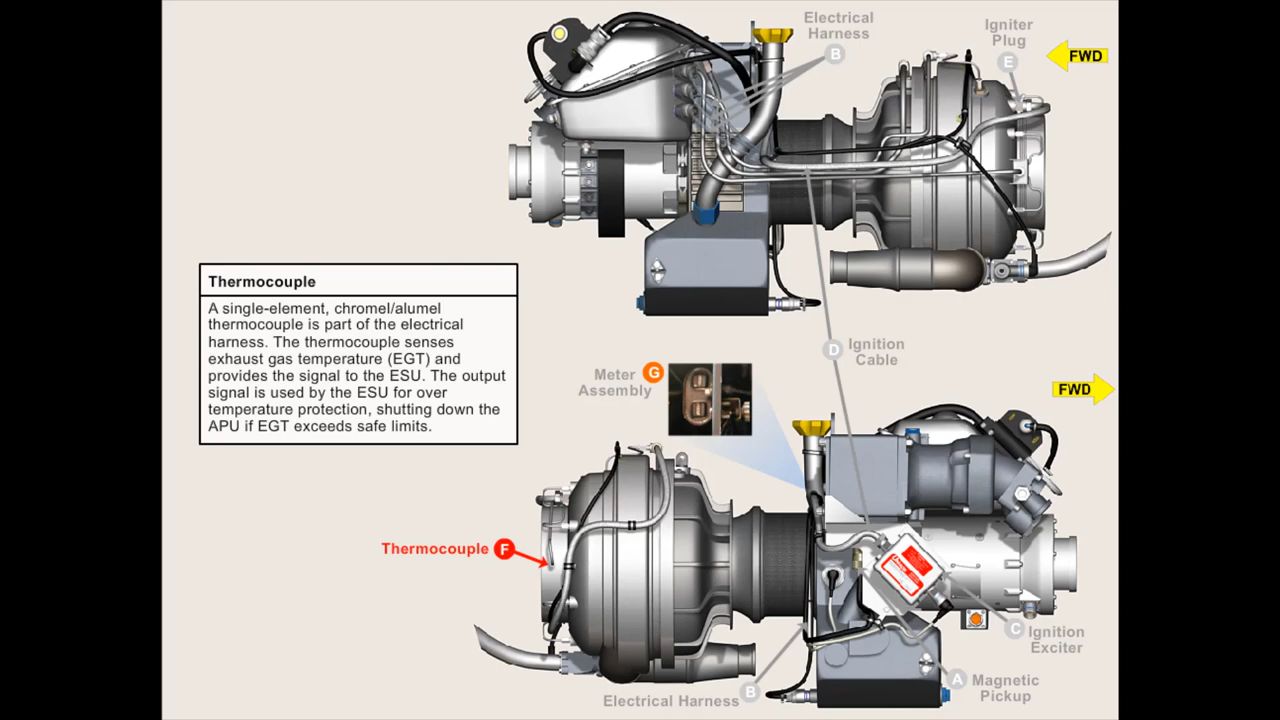 Electrical
Harness
B
Igniter
Plug
E
FWD
Thermocouple
A single-element, chromel/alumel
thermocouple is part of the electrical
harness. The thermocouple senses
exhaust gas temperature (EGT) and
provides the signal to the ESU. The output
signal is used by the ESU for over
temperature protection, shutting down the
APU if EGT exceeds safe limits.
D
Ignition
Cable
Meter
Assembly
G
FWD
Thermocouple
F
C
Ignition
Exciter
A
Magnetic
Pickup
Electrical Harness
B